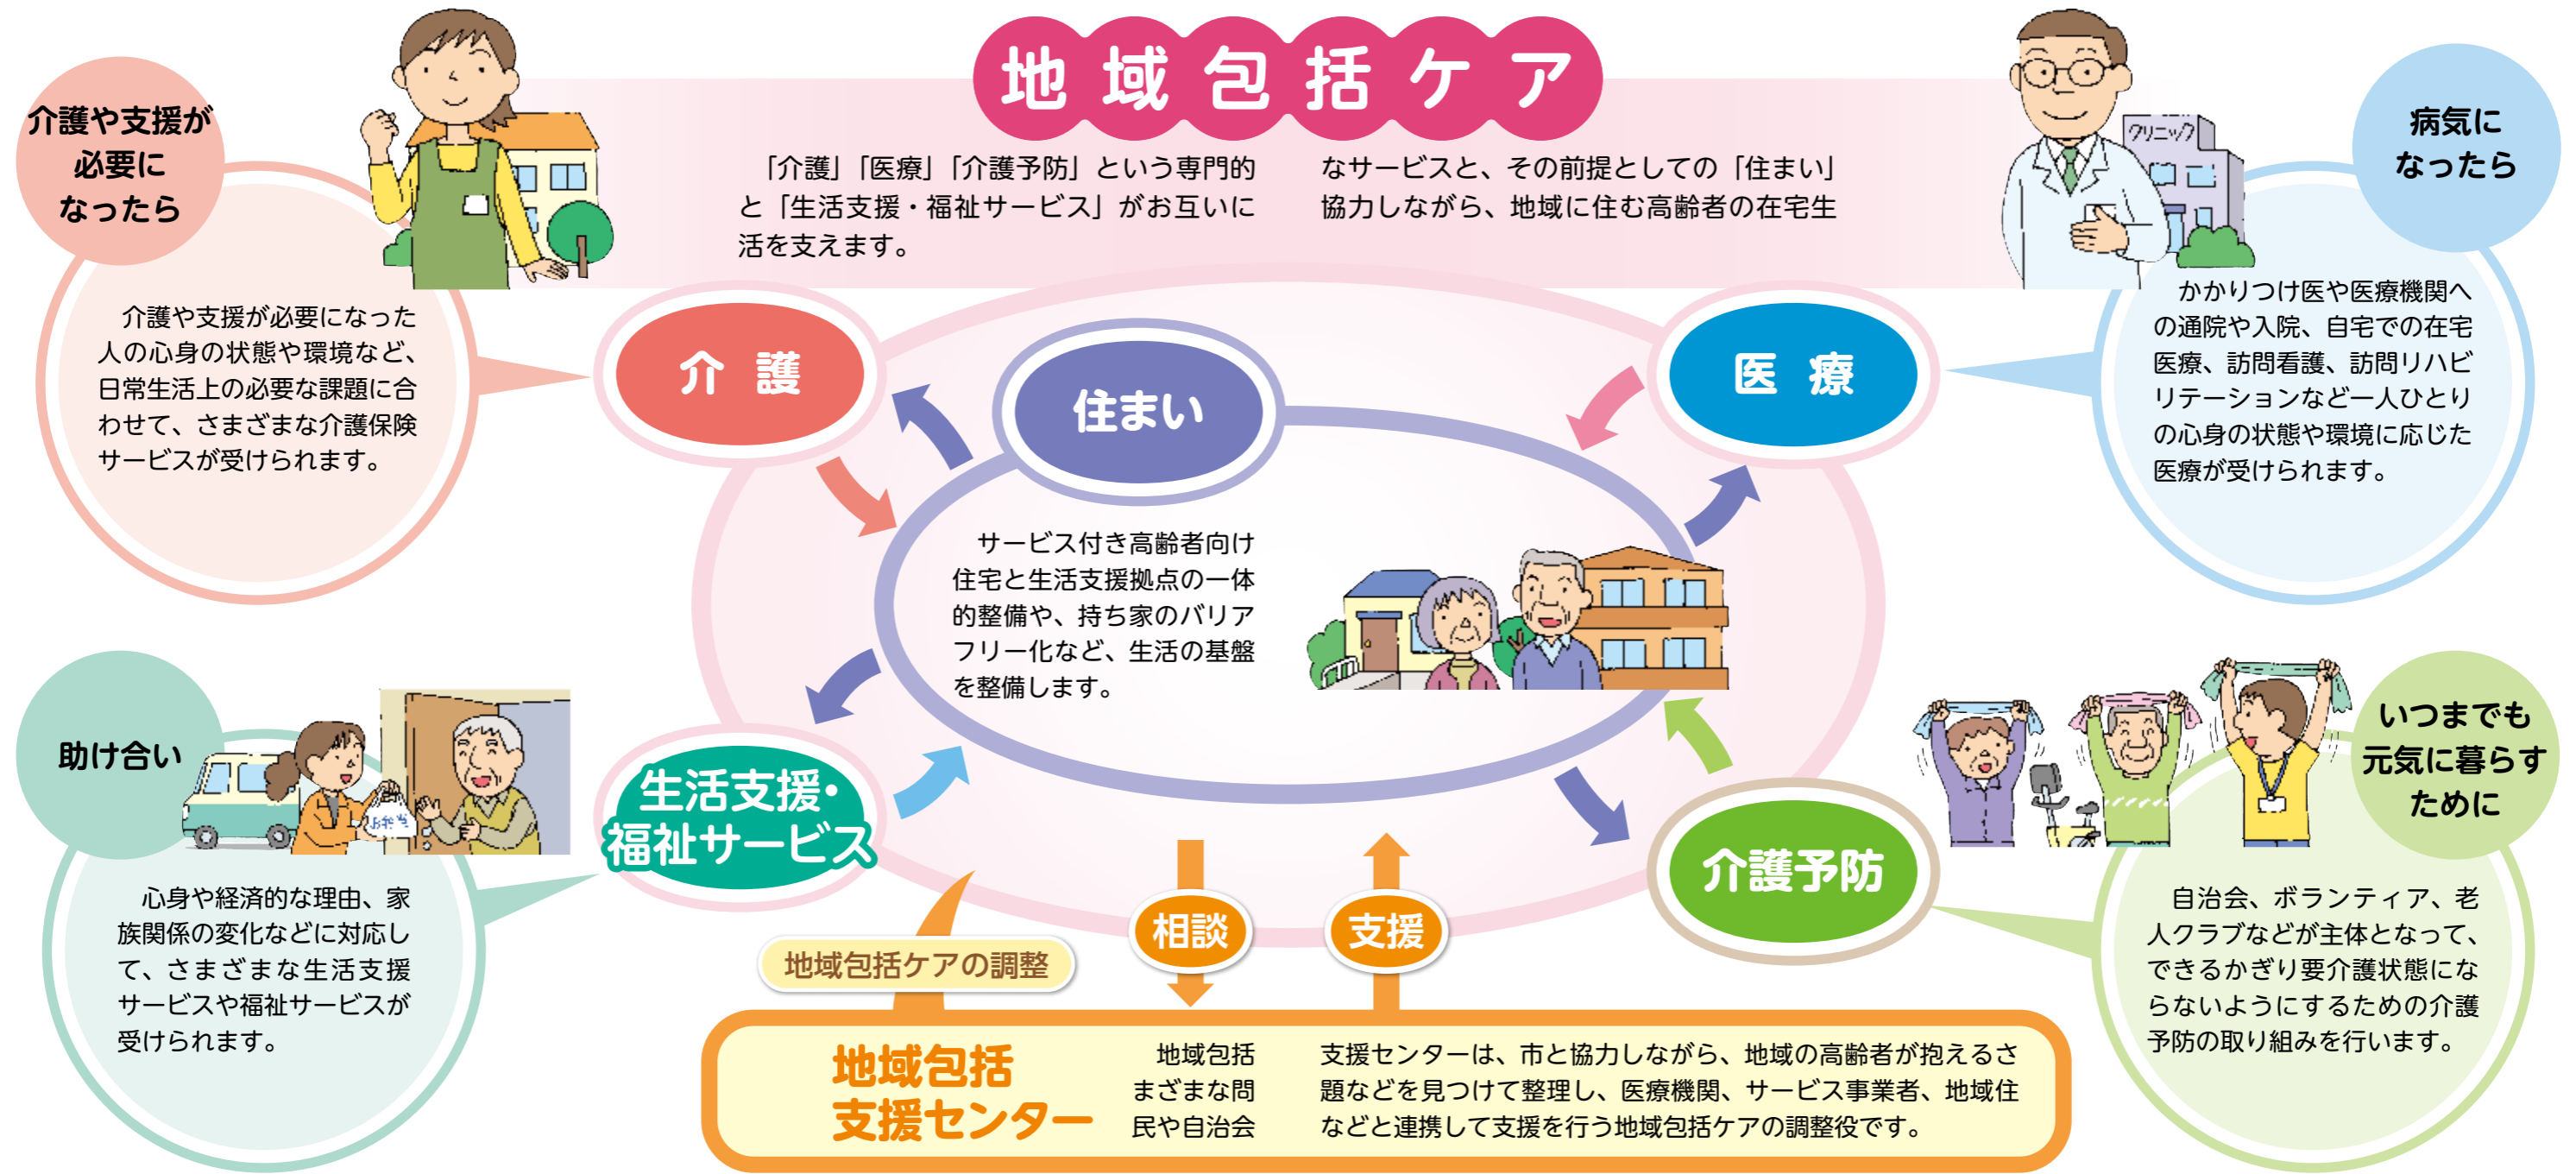 地域包括ケア
「介護」「医療」「介護予防」という専門的なサービスと、その前提としての「住まい」
と「生活支援・福祉サービス」がお互いに協力しながら、地域に住む高齢者の在宅生
活を支えます。
介護や支援が
必要に
なったら
介護や支援が必要になった
人の心身の状態や環境など、
日常生活上の必要な課題に合
わせて、さまざまな介護保険
サービスが受けられます。
介護
クリニック
病気に
なったら
かかりつけ医や医療機関へ
の通院や入院、自宅での在宅
医療、訪問看護、訪問リハビ
リテーションなど一人ひとり
の心身の状態や環境に応じた
医療が受けられます。
医療
住まい
サービス付き高齢者向け
住宅と生活支援拠点の一体
的整備や、持ち家のバリア
フリー化など、生活の基盤
を整備します。
助け合い
お弁当
心身や経済的な理由、家
族関係の変化などに対応し
て、さまざまな生活支援
サービスや福祉サービスが
受けられます。
生活支援・
福祉サービス
いつまでも
元気に暮らす
ために
自治会、ボランティア、老
人クラブなどが主体となって、
できるかぎり要介護状態にな
らないようにするための介護
予防の取り組みを行います。
介護予防
地域包括ケアの調整
相談
支援
地域包括
支援センター
地域包括支援センターは、市と協力しながら、地域の高齢者が抱えるさ
まざまな問題などを見つけて整理し、医療機関、サービス事業者、地域住
民や自治会などと連携して支援を行う地域包括ケアの調整役です。